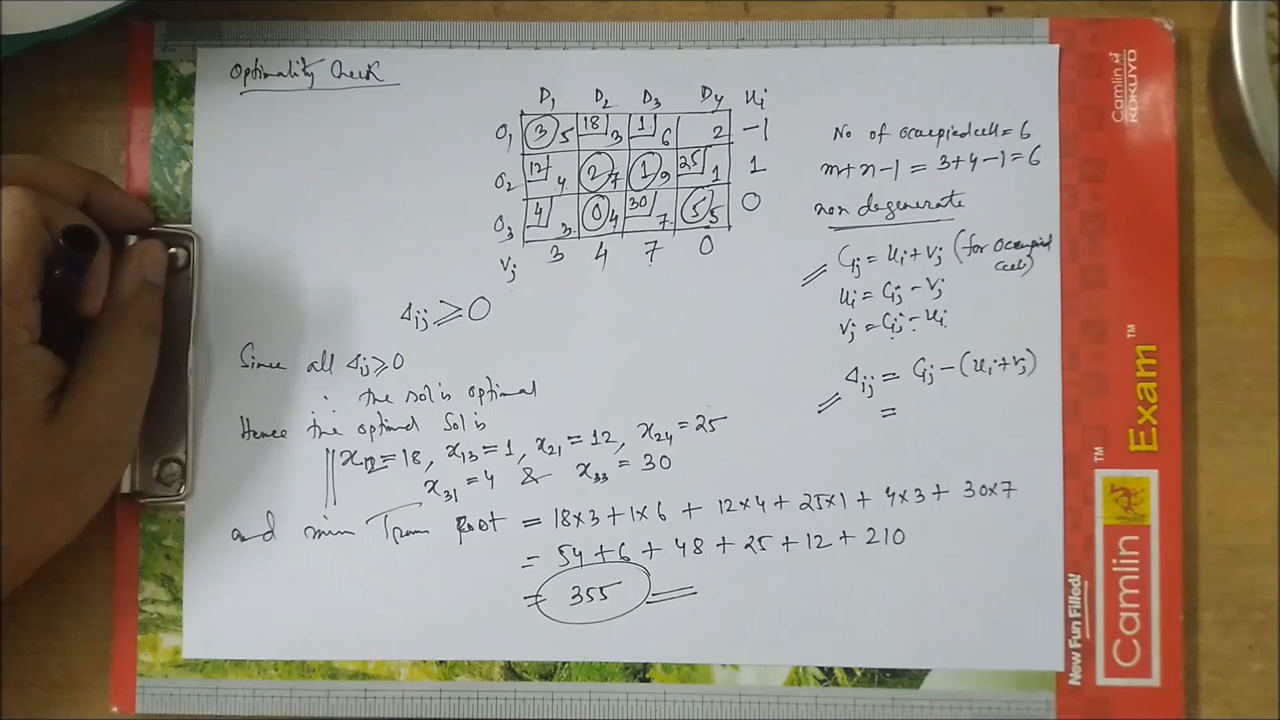 Optimality Check
D1 D2 D3 D4 ui
O1 3 5 18 3 1 6 2 -1
O2 12 4 2 7 1 9 25 1 1
O3 4 3 0 4 30 7 5 5 0
vj 3 4 7 0
No of occupied cell = 6
m+n-1 = 3+4-1 = 6
non degenerate
Cij = ui + vj (for occupied
cell)
ui = Cij - vj
vj = Cij - ui
Δij = Cij - (ui+vj)
=
Δij ≥ 0
Since all Δij ≥ 0
∴ the sol is optimal
Hence the optimal Sol is
x12 = 18, x13 = 1, x21 = 12, x24 = 25
x31 = 4 & x33 = 30
and min Tran = 18×3 + 1×6 + 12×4 + 25×1 + 4×3 + 30×7
= 54 + 6 + 48 + 25 + 12 + 210
= 355
Camlin से
KOKUYO
Exam™
New Fun Filled!
Camlin™